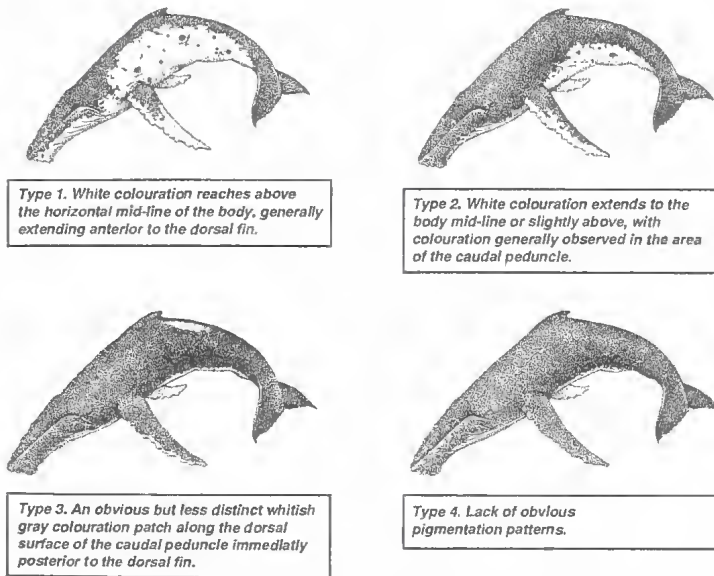 Type 1. White colouration reaches above
the horizontal mid-line of the body, generally
extending anterior to the dorsal fin.
Type 2. White colouration extends to the
body mid-line or slightly above, with
colouration generally observed in the area
of the caudal peduncle.
Type 3. An obvious but less distinct whitish
gray colouration patch along the dorsal
surface of the caudal peduncle immediatly
posterior to the dorsal fin.
Type 4. Lack of obvious
pigmentation patterns.